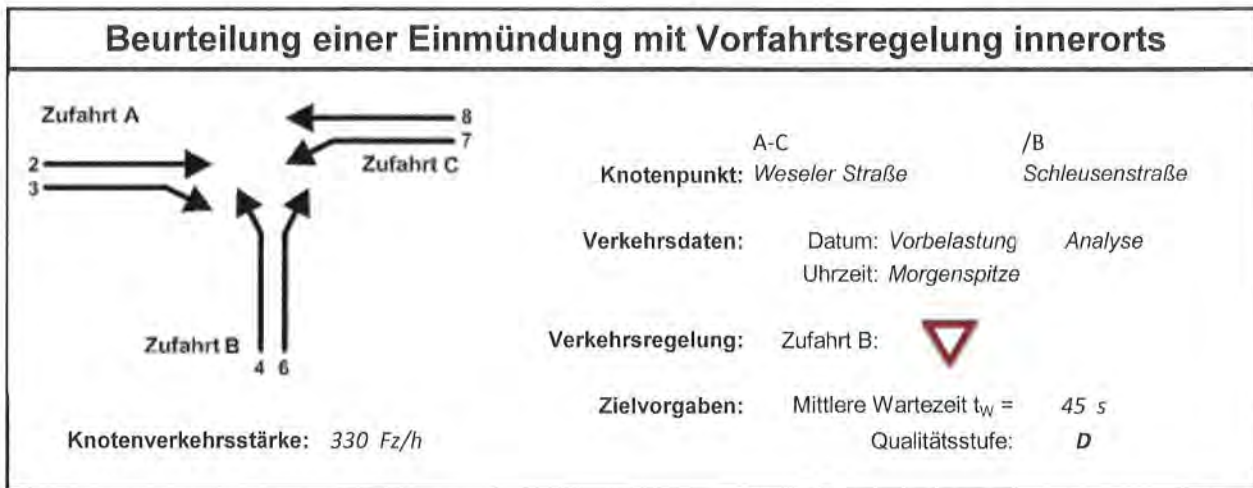 Beurteilung einer Einmündung mit Vorfahrtsregelung innerorts
Zufahrt A
8
7
2
Zufahrt C
3
Zufahrt B
4 6
Knotenverkehrsstärke: 330 Fz/h
A-C /B
Knotenpunkt: Weseler Straße Schleusenstraße
Verkehrsdaten: Datum: Vorbelastung Analyse
Uhrzeit: Morgenspitze
Verkehrsregelung: Zufahrt B:
Zielvorgaben: Mittlere Wartezeit tW = 45 s
Qualitätsstufe: D